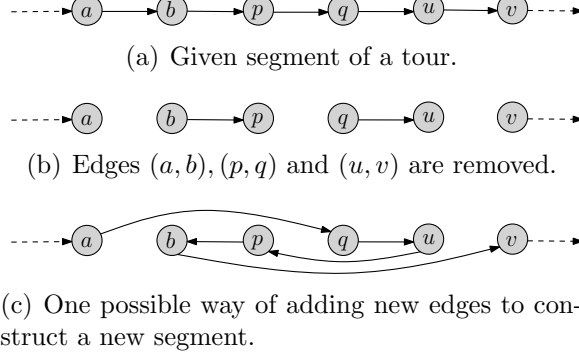 a b p q u v
(a) Given segment of a tour.
a b p q u v
(b) Edges (a, b), (p, q) and (u, v) are removed.
a b p q u v
(c) One possible way of adding new edges to con-
struct a new segment.